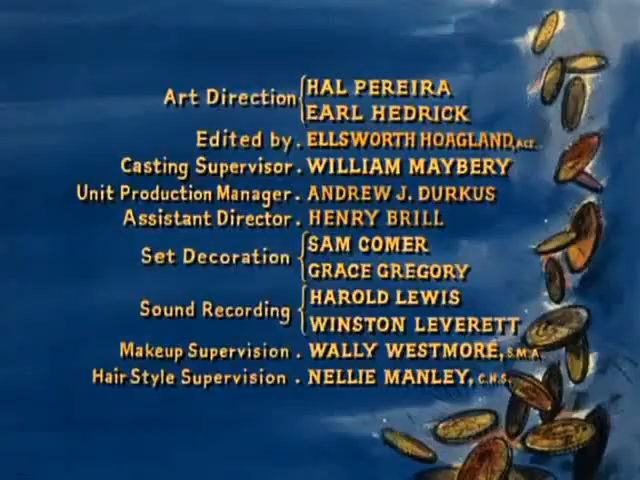 Art Direction HAL PEREIRA
EARL HEDRICK
Edited by. ELLSWORTH HOAGLAND, A.C.E.
Casting Supervisor. WILLIAM MAYBERY
Unit Production Manager. ANDREW J. DURKUS
Assistant Director. HENRY BRILL
Set Decoration SAM COMER
GRACE GREGORY
Sound Recording HAROLD LEWIS
WINSTON LEVERETT
Makeup Supervision. WALLY WESTMORE, S.M.A.
Hair Style Supervision. NELLIE MANLEY, C.H.S.